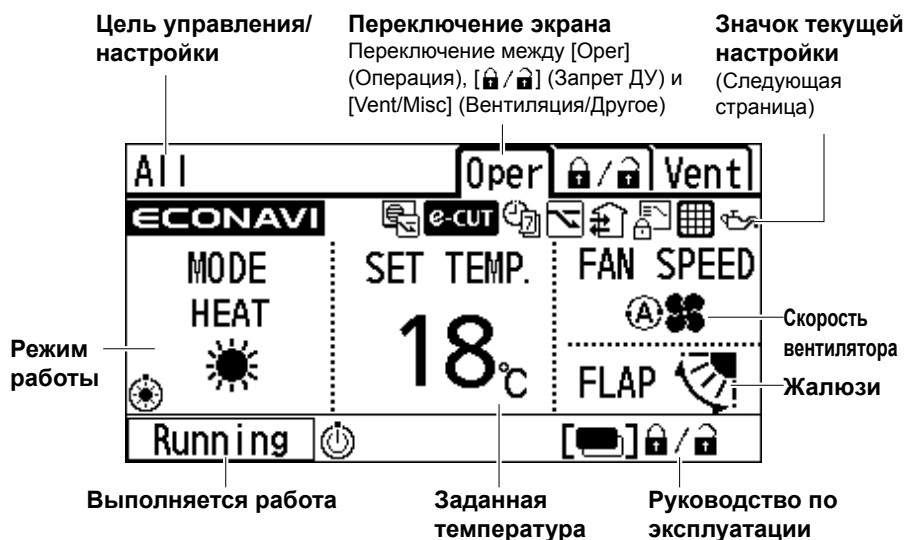 Цель управления/
настройки
Переключение экрана
Переключение между [Oper]
(Операция), [ / ] (Запрет ДУ) и
[Vent/Misc] (Вентиляция/Другое)
Значок текущей
настройки
(Следующая
страница)
All
Oper
/
Vent
ECONAVI
e-CUT
7
MODE
HEAT
SET TEMP.
18°C
FAN SPEED
A
FLAP
Скорость
вентилятора
Режим
работы
Жалюзи
Running
[ ] /
Выполняется работа
Заданная
температура
Руководство по
эксплуатации